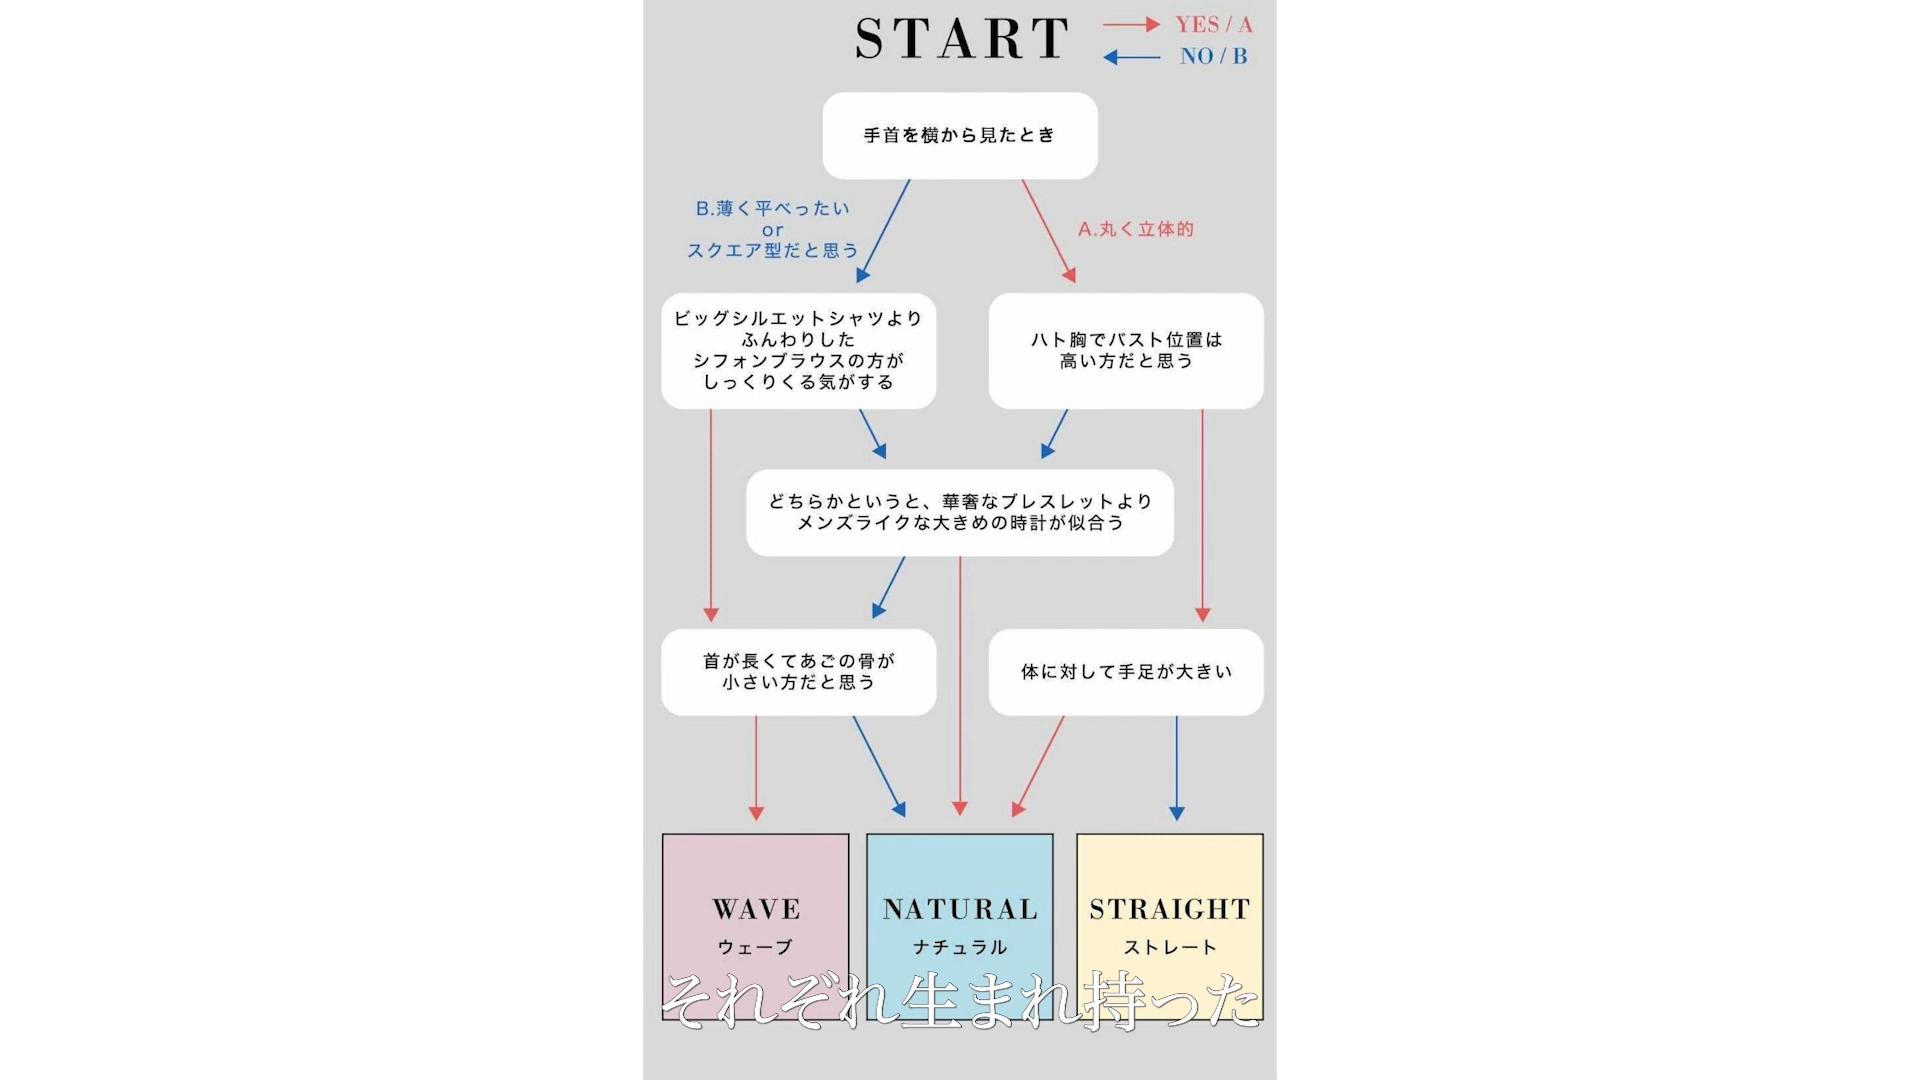 START
YES / A
NO / B
手首を横から見たとき
B.薄く平べったい
or
スクエア型だと思う
A.丸く立体的
ビッグシルエットシャツより
ふんわりした
シフォンブラウスの方が
しっくりくる気がする
ハト胸でバスト位置は
高い方だと思う
どちらかというと、華奢なブレスレットより
メンズライクな大きめの時計が似合う
首が長くてあごの骨が
小さい方だと思う
体に対して手足が大きい
WAVE
ウェーブ
NATURAL
ナチュラル
STRAIGHT
ストレート
それぞれ生まれ持った